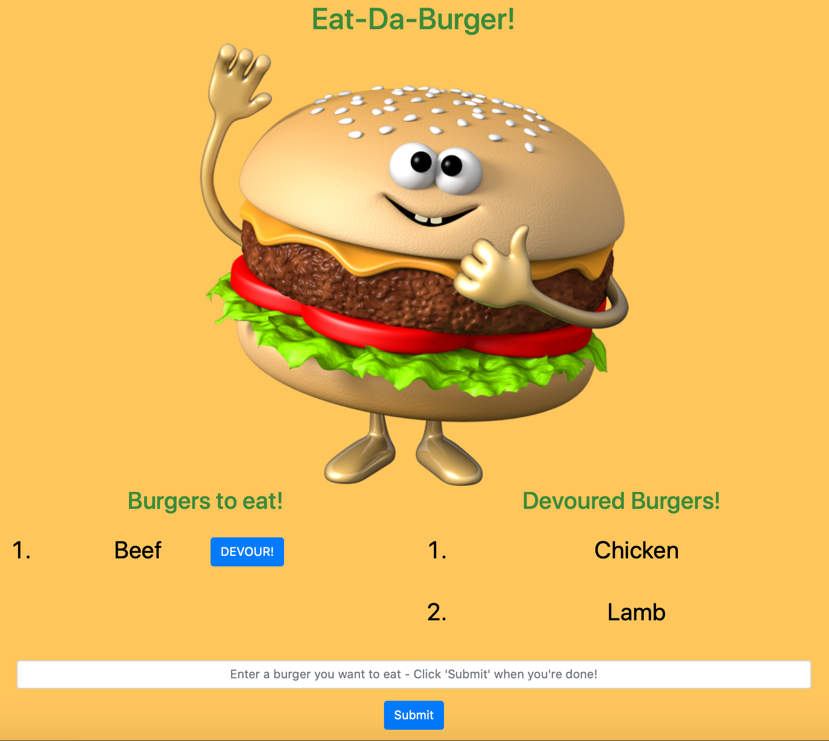 Eat-Da-Burger!
Burgers to eat!
1. Beef DEVOUR!
Devoured Burgers!
1. Chicken
2. Lamb
Enter a burger you want to eat - Click 'Submit' when you're done!
Submit